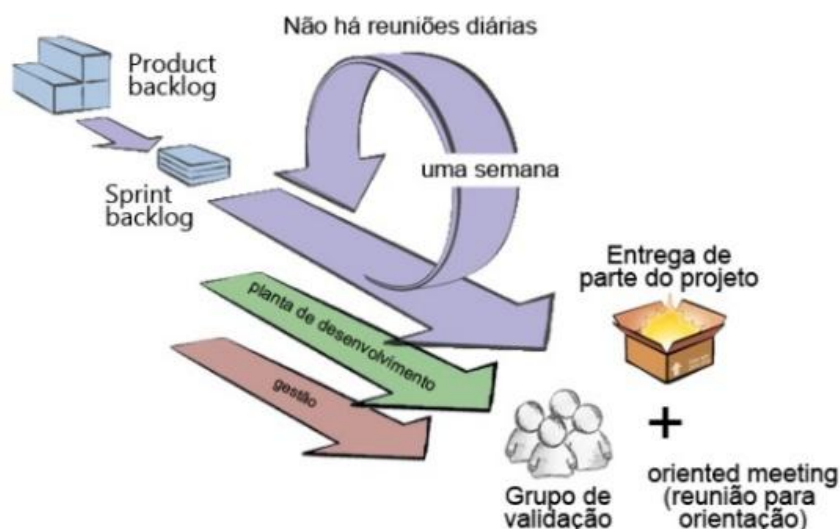 Não há reuniões diárias
Product
backlog
uma semana
Sprint
backlog
Entrega de
parte do projeto
planta de desenvolvimento
gestão
+
Grupo de
validação
oriented meeting
(reunião para
orientação)